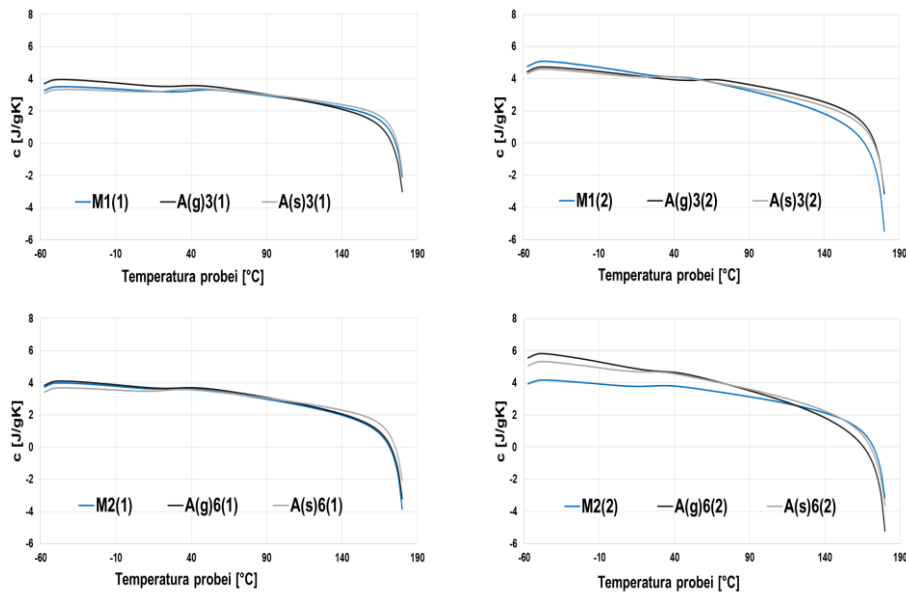 8
6
4
2
0
-2
-4
-6
c [J/gK]
M1(1) A(g)3(1) A(s)3(1)
-60 -10 40 90 140 190
Temperatura probei [°C]
8
6
4
2
0
-2
-4
-6
c [J/gK]
M1(2) A(g)3(2) A(s)3(2)
-60 -10 40 90 140 190
Temperatura probei [°C]
8
6
4
2
0
-2
-4
-6
c [J/gK]
M2(1) A(g)6(1) A(s)6(1)
-60 -10 40 90 140 190
Temperatura probei [°C]
8
6
4
2
0
-2
-4
-6
c [J/gK]
M2(2) A(g)6(2) A(s)6(2)
-60 -10 40 90 140 190
Temperatura probei [°C]